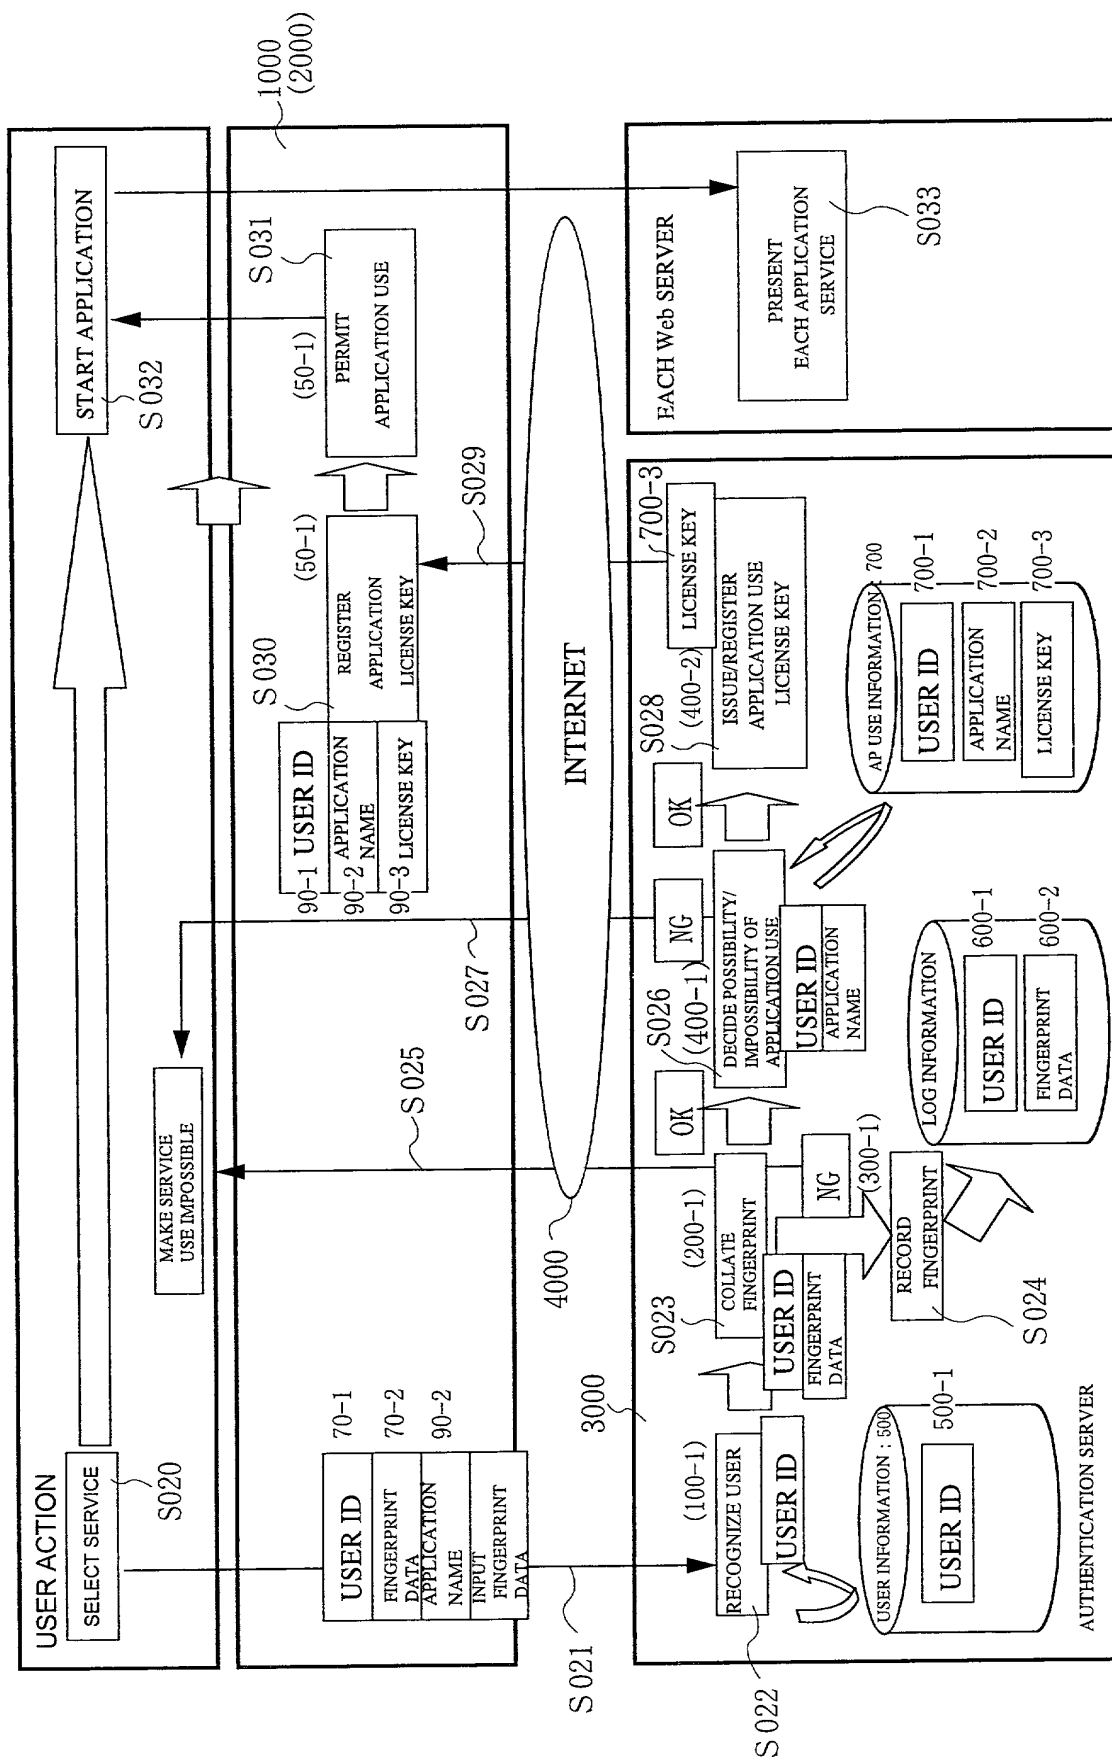 USER ACTION
SELECT SERVICE
S020
MAKE SERVICE
USE IMPOSSIBLE
START APPLICATION
S032
1000
(2000)
USER ID
70-1
FINGERPRINT
DATA
70-2
APPLICATION
NAME
90-2
INPUT
FINGERPRINT
DATA
S021
S025
S027
90-1
USER ID
90-2
APPLICATION
NAME
90-3
LICENSE KEY
S030
REGISTER
APPLICATION
LICENSE KEY
(50-1)
S029
PERMIT
APPLICATION USE
(50-1)
S031
4000
INTERNET
3000
RECOGNIZE USER
(100-1)
USER ID
S022
USER INFORMATION : 500
USER ID
500-1
AUTHENTICATION SERVER
S023
COLLATE
FINGERPRINT
(200-1)
USER ID
FINGERPRINT
DATA
NG
(300-1)
RECORD
FINGERPRINT
S024
OK
S026
(400-1)
DECIDE POSSIBILITY/
IMPOSSIBILITY OF
APPLICATION USE
USER ID
APPLICATION
NAME
NG
LOG INFORMATION
USER ID
600-1
FINGERPRINT
DATA
600-2
OK
S028
(400-2)
LICENSE KEY
700-3
ISSUE/REGISTER
APPLICATION USE
LICENSE KEY
AP USE INFORMATION : 700
USER ID
700-1
APPLICATION
NAME
700-2
LICENSE KEY
700-3
EACH Web SERVER
PRESENT
EACH APPLICATION
SERVICE
S033